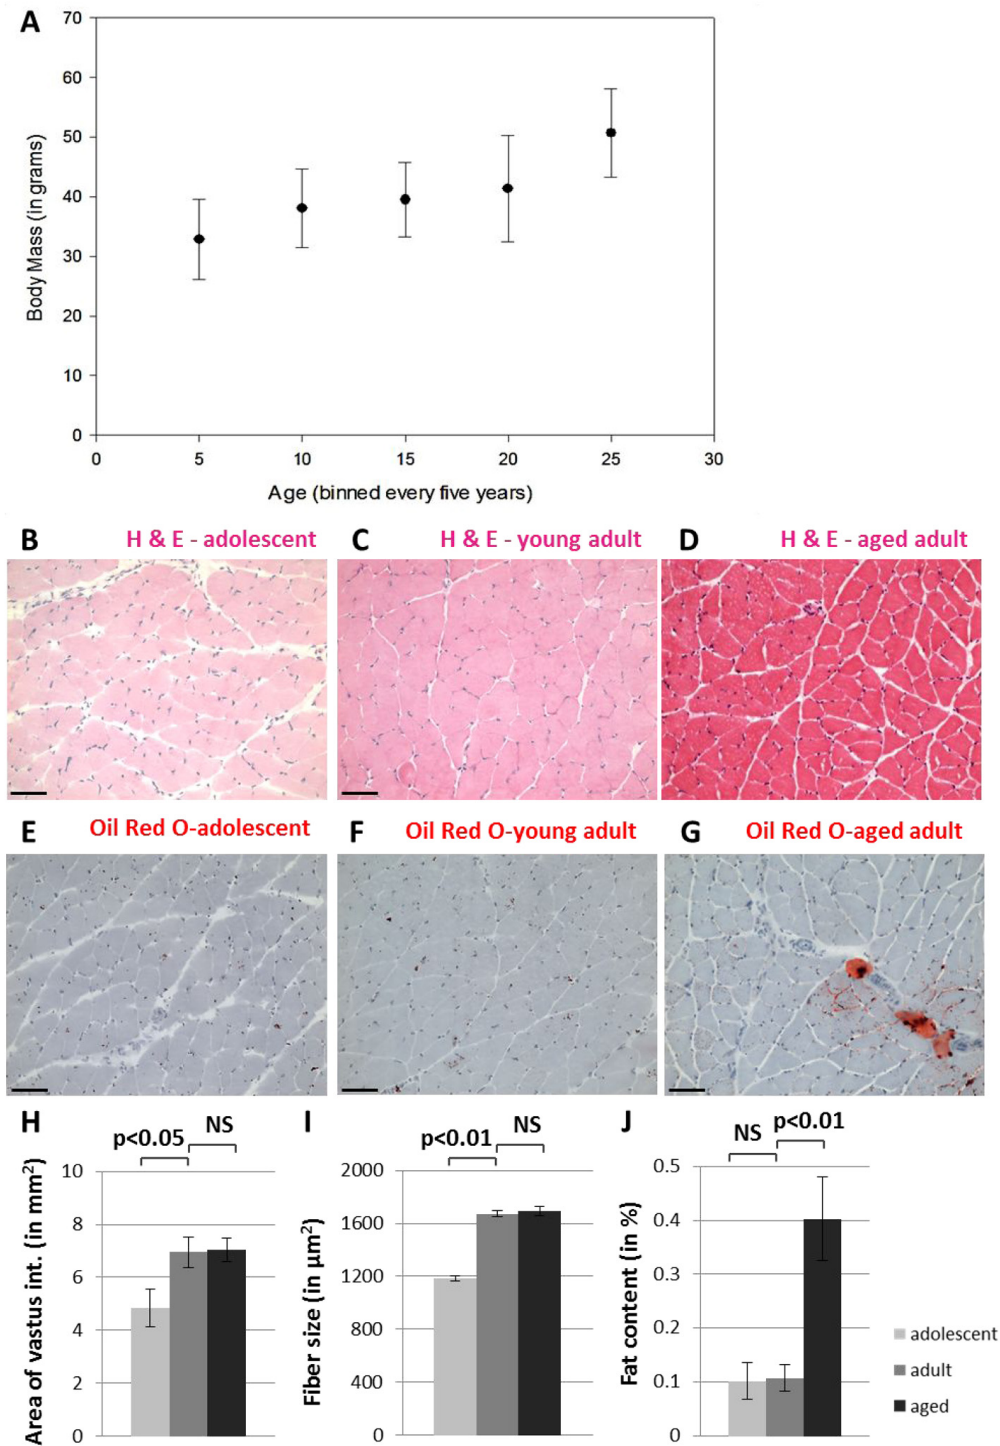 A
70
60
50
40
30
20
10
0
Body Mass (in grams)
0 5 10 15 20 25 30
Age (binned every five years)
B H & E - adolescent
C H & E - young adult
D H & E - aged adult
E Oil Red O-adolescent
F Oil Red O-young adult
G Oil Red O-aged adult
H
p<0.05
NS
10
8
6
4
2
0
Area of vastus int. (in mm²)
I
p<0.01
NS
2000
1600
1200
800
400
0
Fiber size (in µm²)
J
NS
p<0.01
0.5
0.4
0.3
0.2
0.1
0
Fat content (in %)
adolescent
adult
aged